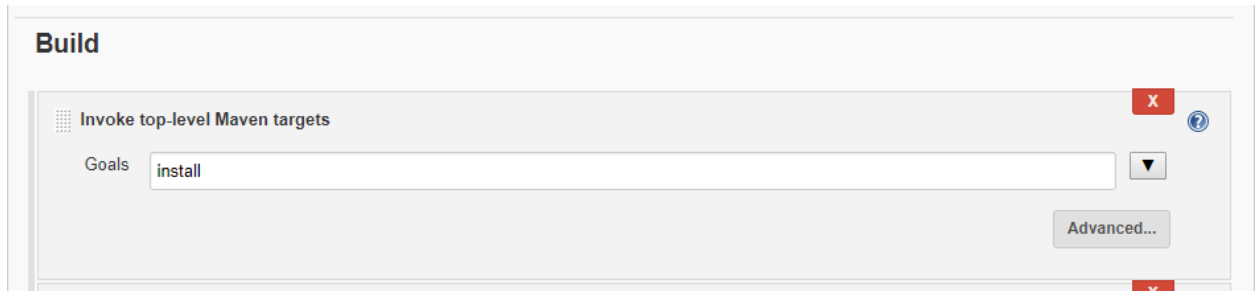 Build
X
Invoke top-level Maven targets
?
Goals
install
▼
Advanced...
X